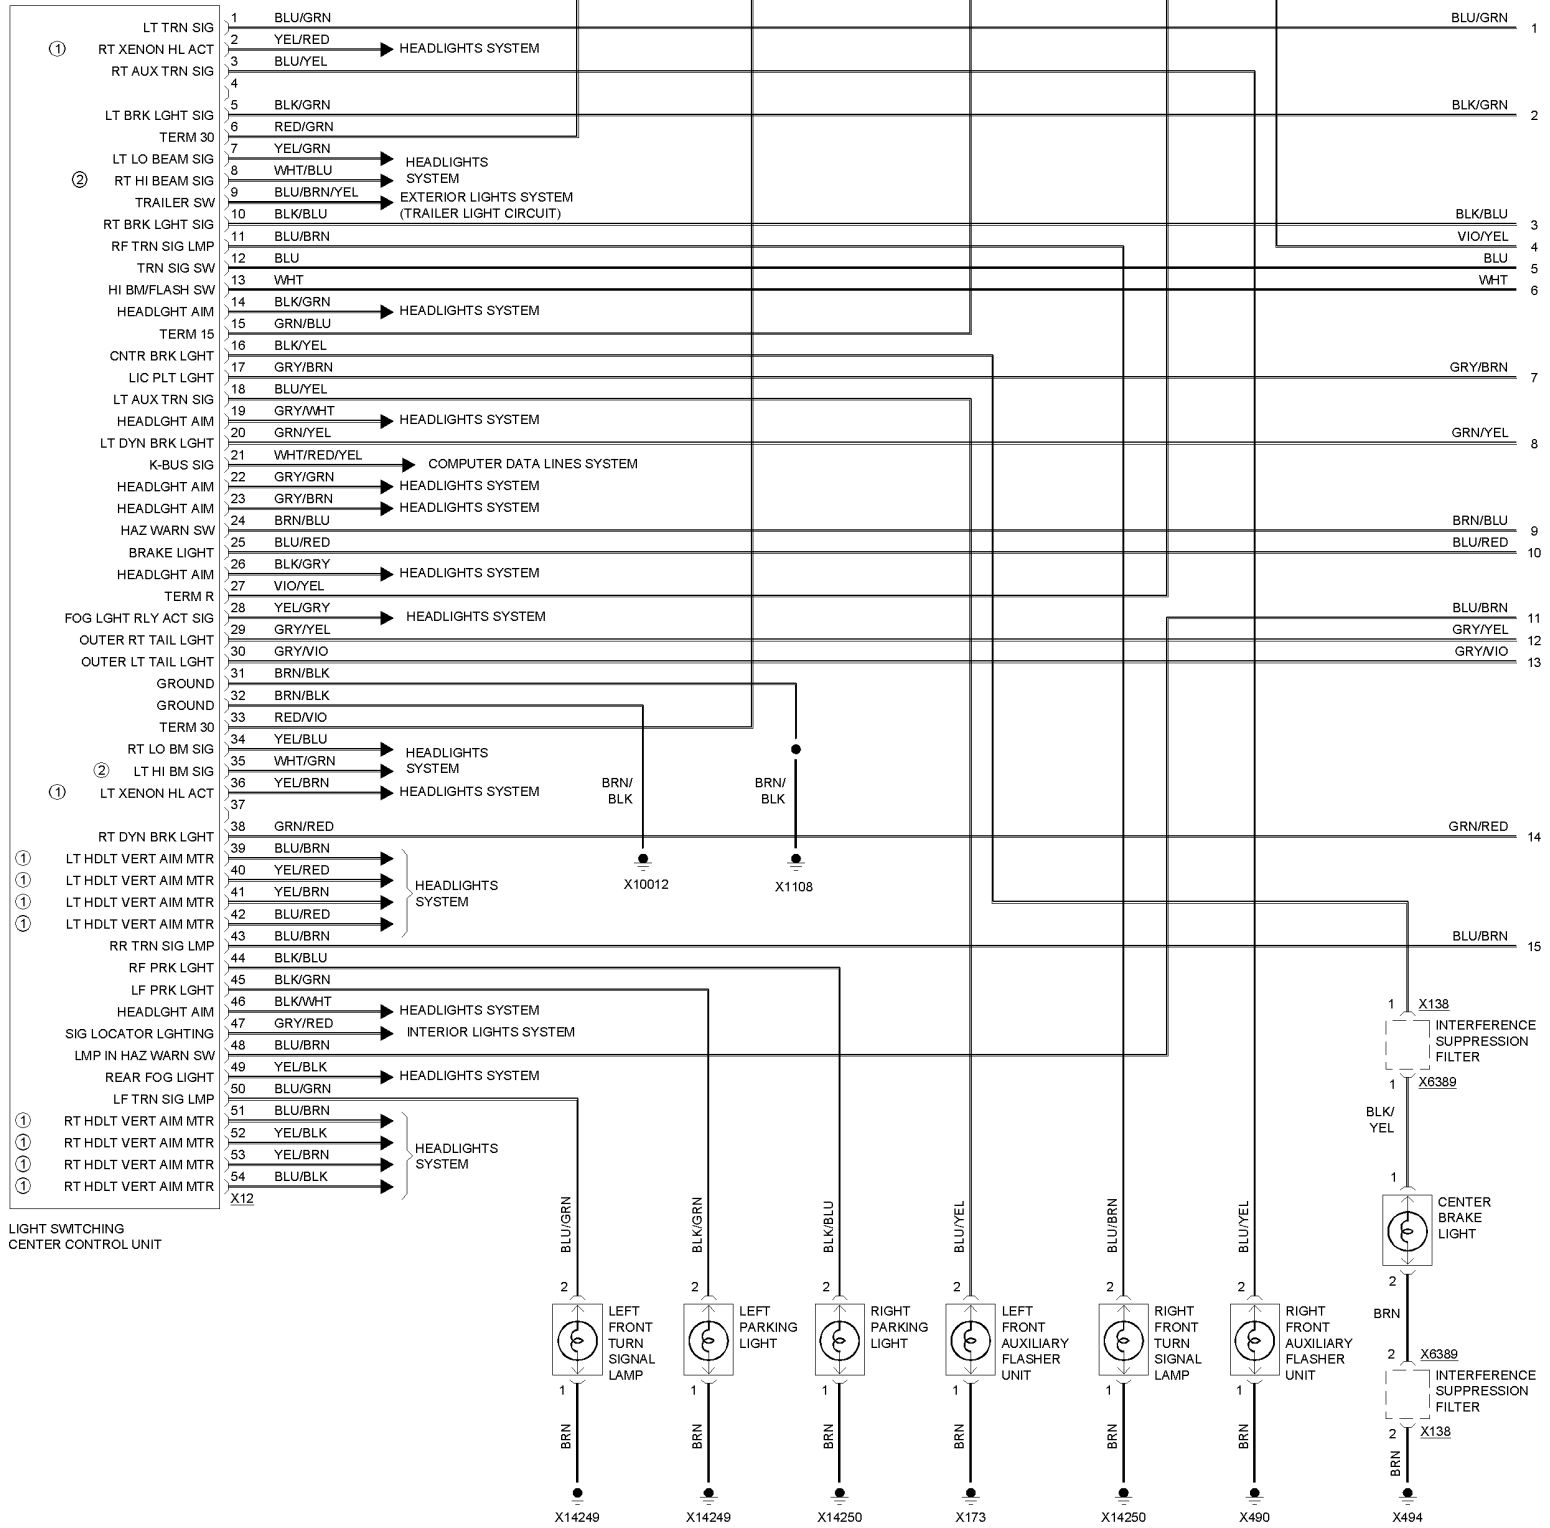 LT TRN SIG 1 BLU/GRN BLU/GRN 1
① RT XENON HL ACT 2 YEL/RED HEADLIGHTS SYSTEM
RT AUX TRN SIG 3 BLU/YEL
4
LT BRK LGHT SIG 5 BLK/GRN BLK/GRN 2
TERM 30 6 RED/GRN
LT LO BEAM SIG 7 YEL/GRN HEADLIGHTS
② RT HI BEAM SIG 8 WHT/BLU SYSTEM
TRAILER SW 9 BLU/BRN/YEL EXTERIOR LIGHTS SYSTEM
(TRAILER LIGHT CIRCUIT)
RT BRK LGHT SIG 10 BLK/BLU BLK/BLU 3
RF TRN SIG LMP 11 BLU/BRN VIO/YEL 4
TRN SIG SW 12 BLU BLU 5
HI BM/FLASH SW 13 WHT WHT 6
HEADLGHT AIM 14 BLK/GRN HEADLIGHTS SYSTEM
TERM 15 15 GRN/BLU
CNTR BRK LGHT 16 BLK/YEL
LIC PLT LGHT 17 GRY/BRN GRY/BRN 7
LT AUX TRN SIG 18 BLU/YEL
HEADLGHT AIM 19 GRY/WHT HEADLIGHTS SYSTEM
LT DYN BRK LGHT 20 GRN/YEL GRN/YEL 8
K-BUS SIG 21 WHT/RED/YEL COMPUTER DATA LINES SYSTEM
HEADLGHT AIM 22 GRY/GRN HEADLIGHTS SYSTEM
HEADLGHT AIM 23 GRY/BRN HEADLIGHTS SYSTEM
HAZ WARN SW 24 BRN/BLU BRN/BLU 9
BRAKE LIGHT 25 BLU/RED BLU/RED 10
HEADLGHT AIM 26 BLK/GRY HEADLIGHTS SYSTEM
TERM R 27 VIO/YEL
FOG LGHT RLY ACT SIG 28 YEL/GRY HEADLIGHTS SYSTEM BLU/BRN 11
OUTER RT TAIL LGHT 29 GRY/YEL GRY/YEL 12
OUTER LT TAIL LGHT 30 GRY/VIO GRY/VIO 13
GROUND 31 BRN/BLK
GROUND 32 BRN/BLK
TERM 30 33 RED/VIO
RT LO BM SIG 34 YEL/BLU HEADLIGHTS
② LT HI BM SIG 35 WHT/GRN SYSTEM
① LT XENON HL ACT 36 YEL/BRN HEADLIGHTS SYSTEM
BRN/ BRN/
BLK BLK
37
RT DYN BRK LGHT 38 GRN/RED GRN/RED 14
① LT HDLT VERT AIM MTR 39 BLU/BRN
① LT HDLT VERT AIM MTR 40 YEL/RED HEADLIGHTS
① LT HDLT VERT AIM MTR 41 YEL/BRN SYSTEM
① LT HDLT VERT AIM MTR 42 BLU/RED
X10012 X1108
RR TRN SIG LMP 43 BLU/BRN BLU/BRN 15
RF PRK LGHT 44 BLK/BLU
LF PRK LGHT 45 BLK/GRN
HEADLGHT AIM 46 BLK/WHT HEADLIGHTS SYSTEM
SIG LOCATOR LGHTING 47 GRY/RED INTERIOR LIGHTS SYSTEM
LMP IN HAZ WARN SW 48 BLU/BRN
REAR FOG LIGHT 49 YEL/BLK HEADLIGHTS SYSTEM
LF TRN SIG LMP 50 BLU/GRN
① RT HDLT VERT AIM MTR 51 BLU/BRN
① RT HDLT VERT AIM MTR 52 YEL/BLK HEADLIGHTS
① RT HDLT VERT AIM MTR 53 YEL/BRN SYSTEM
① RT HDLT VERT AIM MTR 54 BLU/BLK
X12
LIGHT SWITCHING
CENTER CONTROL UNIT
1 X138
INTERFERENCE
SUPPRESSION
FILTER
1 X6389
BLK/
YEL
1
CENTER
BRAKE
LIGHT
2
BRN
2 X6389
INTERFERENCE
SUPPRESSION
FILTER
2 X138
BRN
X494
BLU/GRN
2
LEFT
FRONT
TURN
SIGNAL
LAMP
1
BRN
X14249
BLK/GRN
2
LEFT
PARKING
LIGHT
1
BRN
X14249
BLK/BLU
2
RIGHT
PARKING
LIGHT
1
BRN
X14250
BLU/YEL
2
LEFT
FRONT
AUXILIARY
FLASHER
UNIT
1
BRN
X173
BLU/BRN
2
RIGHT
FRONT
TURN
SIGNAL
LAMP
1
BRN
X14250
BLU/YEL
2
RIGHT
FRONT
AUXILIARY
FLASHER
UNIT
1
BRN
X490